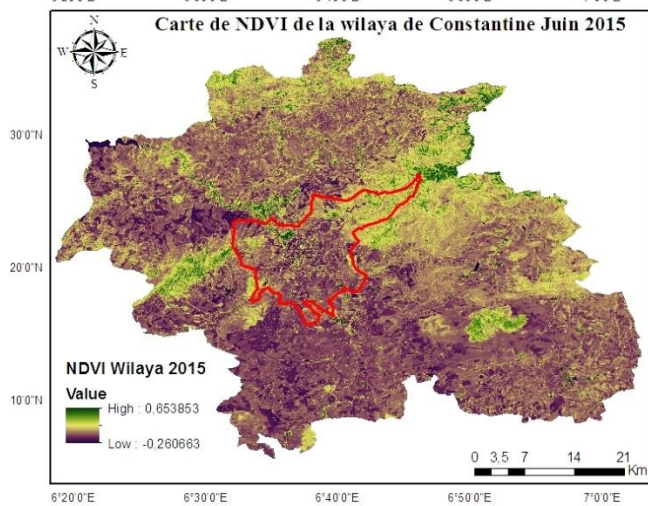 Carte de NDVI de la wilaya de Constantine Juin 2015
N
W
E
S
30'0"N
20'0"N
10'0"N
NDVI Wilaya 2015
Value
High : 0,653853
Low : -0,260663
0 3,5 7 14 21
Km
6°20'0"E 6°30'0"E 6°40'0"E 6°50'0"E 7°0'0"E